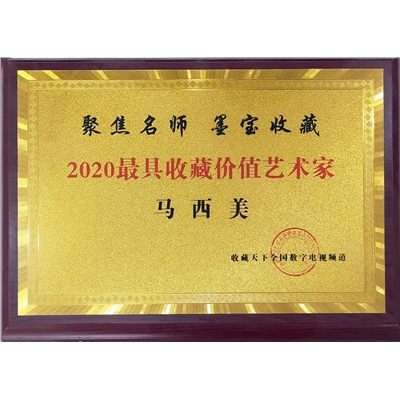 聚焦名师 墨宝收藏
2020最具收藏价值艺术家
马西美
收藏天下全国数字电视频道